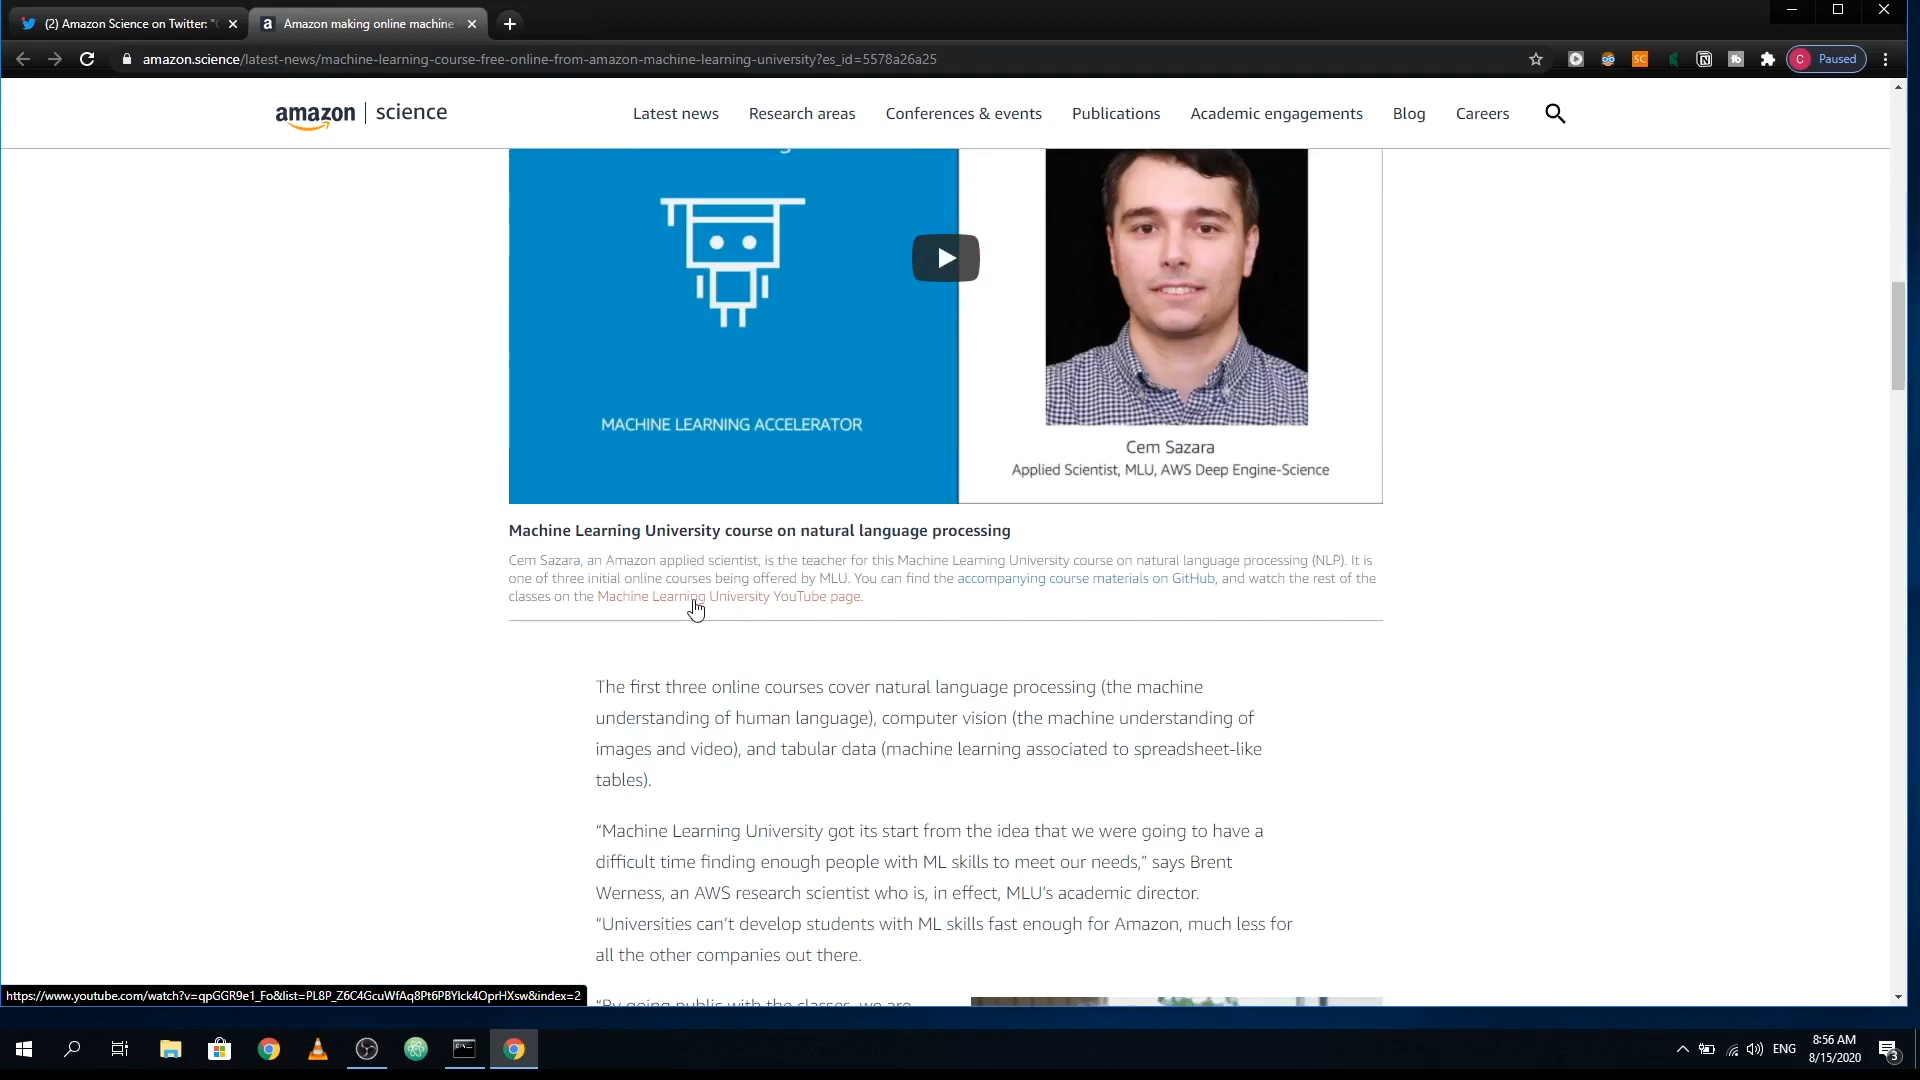 (2) Amazon Science on Twitter: "
Amazon making online machine
amazon.science/latest-news/machine-learning-course-free-online-from-amazon-machine-learning-university?es_id=5578a26a25
SC
C Paused
amazon | science
Latest news Research areas Conferences & events Publications Academic engagements Blog Careers
MACHINE LEARNING ACCELERATOR
Cem Sazara
Applied Scientist, MLU, AWS Deep Engine-Science
Machine Learning University course on natural language processing
Cem Sazara, an Amazon applied scientist, is the teacher for this Machine Learning University course on natural language processing (NLP). It is
one of three initial online courses being offered by MLU. You can find the accompanying course materials on GitHub, and watch the rest of the
classes on the Machine Learning University YouTube page.
The first three online courses cover natural language processing (the machine
understanding of human language), computer vision (the machine understanding of
images and video), and tabular data (machine learning associated to spreadsheet-like
tables).
“Machine Learning University got its start from the idea that we were going to have a
difficult time finding enough people with ML skills to meet our needs,” says Brent
Werness, an AWS research scientist who is, in effect, MLU’s academic director.
“Universities can’t develop students with ML skills fast enough for Amazon, much less for
all the other companies out there.
“By going public with the classes, we are
https://www.youtube.com/watch?v=qpGGR9e1_Fo&list=PL8P_Z6C4GcuWfAq8Pt6PBYlck4OprHXsw&index=2
ENG
8:56 AM
8/15/2020
3